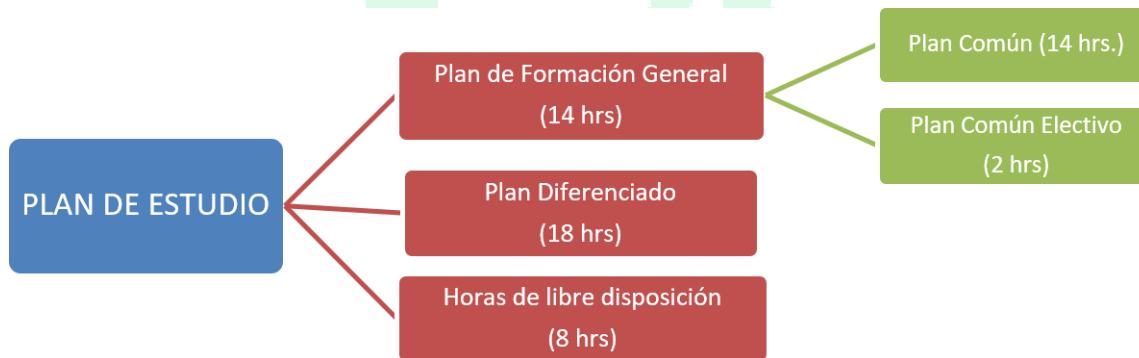 PLAN DE ESTUDIO
Plan de Formación General
(14 hrs)
Plan Diferenciado
(18 hrs)
Horas de libre disposición
(8 hrs)
Plan Común (14 hrs.)
Plan Común Electivo
(2 hrs)